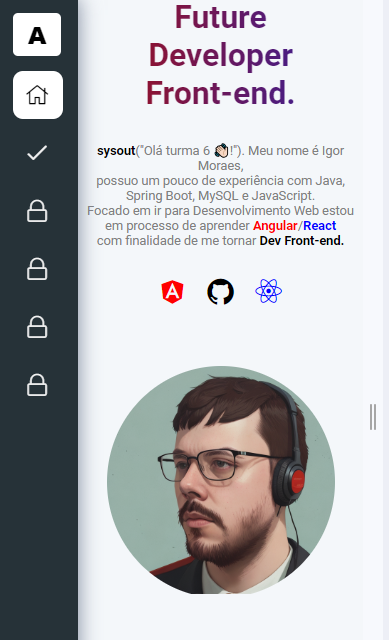 A
Future
Developer
Front-end.
sysout("Olá turma 6 👏🏻!"). Meu nome é Igor
Moraes,
possuo um pouco de experiência com Java,
Spring Boot, MySQL e JavaScript.
Focado em ir para Desenvolvimento Web estou
em processo de aprender Angular/React
com finalidade de me tornar Dev Front-end.
A